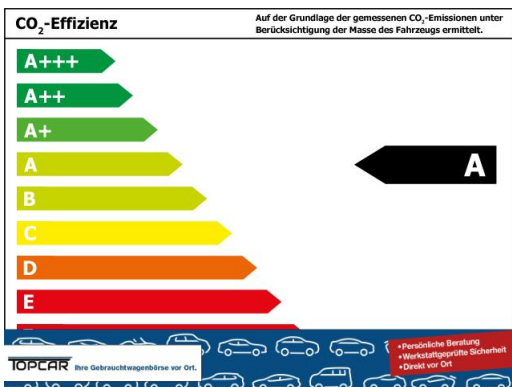 CO₂-Effizienz
Auf der Grundlage der gemessenen CO₂-Emissionen unter
Berücksichtigung der Masse des Fahrzeugs ermittelt.
A+++
A++
A+
A
A
B
C
D
E
TOPCAR Ihre Gebrauchtwagenbörse vor Ort.
•Persönliche Beratung
•Werkstattgeprüfte Sicherheit
•Direkt vor Ort